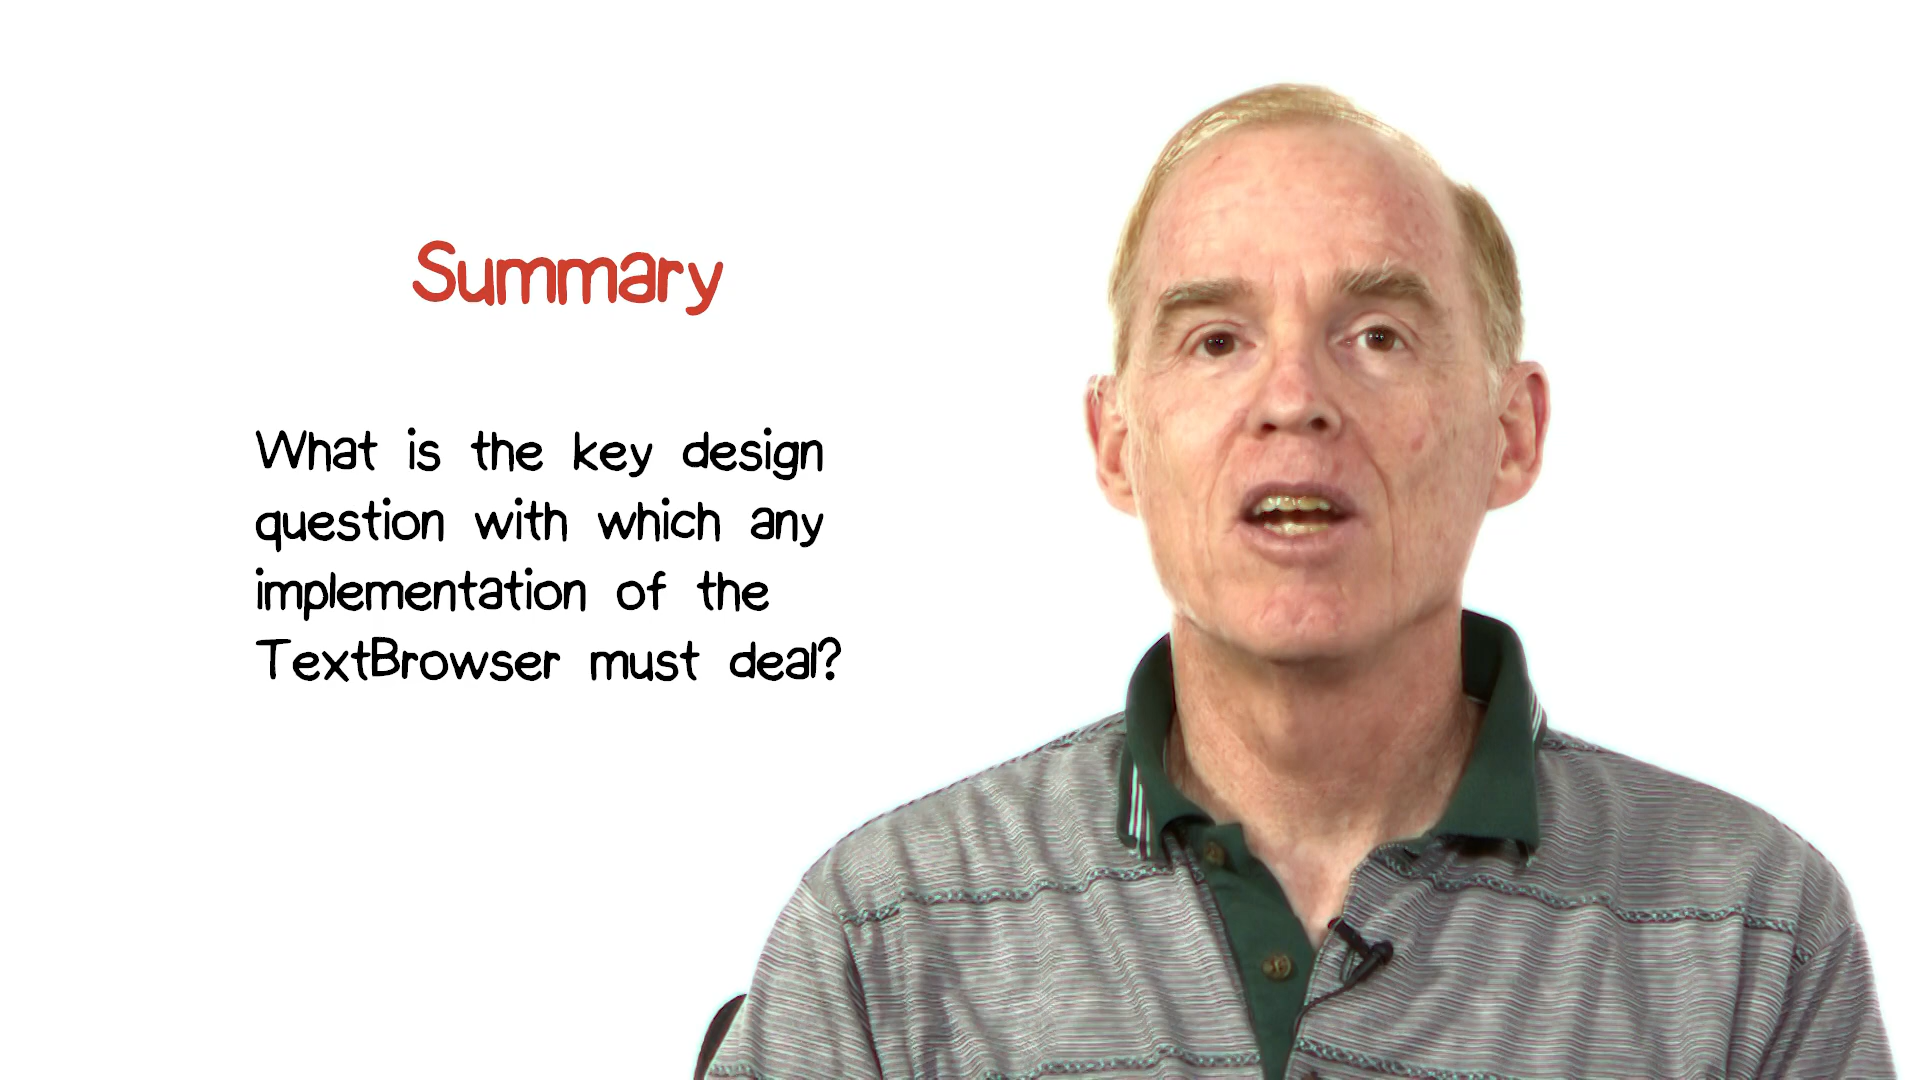 Summary
What is the key design
question with which any
implementation of the
TextBrowser must deal?